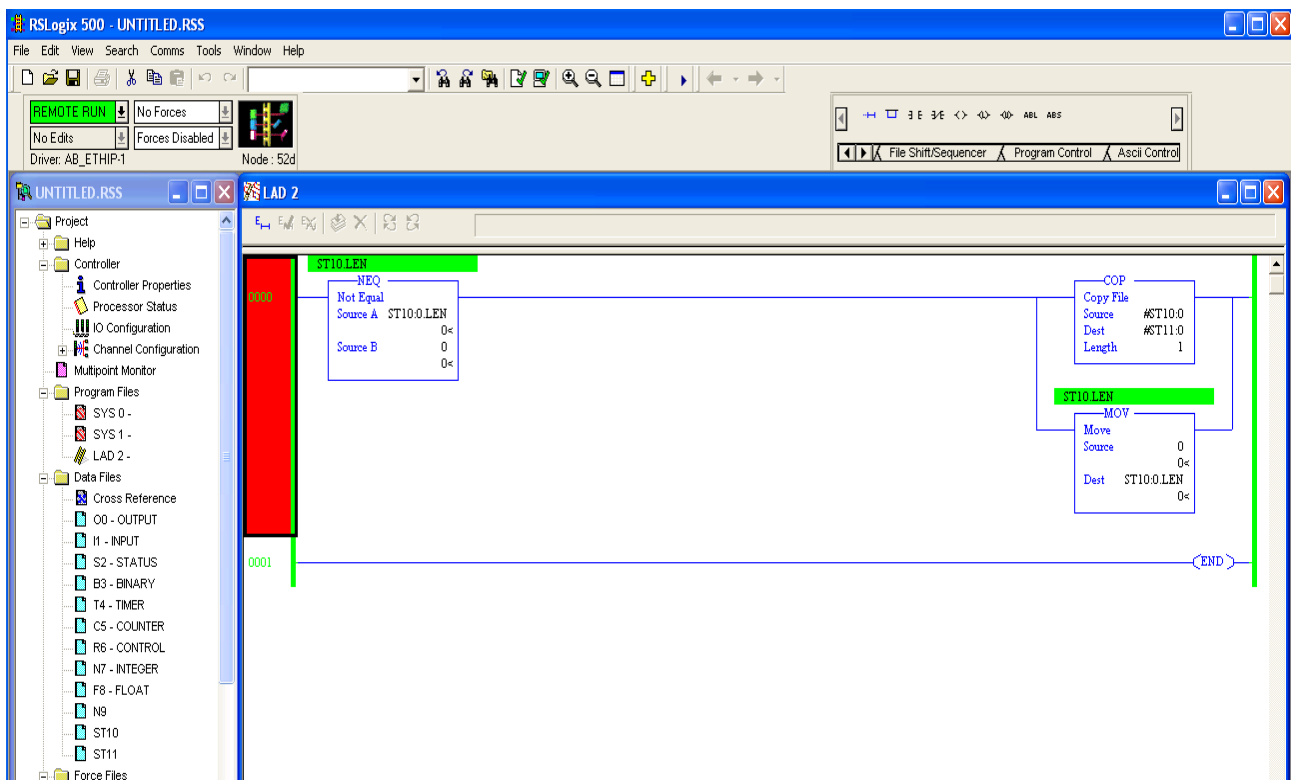 RSLogix 500 - UNTITLED.RSS
File Edit View Search Comms Tools Window Help
REMOTE RUN No Forces
No Edits Forces Disabled
Driver: AB_ETHIP-1 Node : 52d
ABL ABS
File Shift/Sequencer Program Control Ascii Control
UNTITLED.RSS
Project
Help
Controller
Controller Properties
Processor Status
IO Configuration
Channel Configuration
Multipoint Monitor
Program Files
SYS 0 -
SYS 1 -
LAD 2 -
Data Files
Cross Reference
O0 - OUTPUT
I1 - INPUT
S2 - STATUS
B3 - BINARY
T4 - TIMER
C5 - COUNTER
R6 - CONTROL
N7 - INTEGER
F8 - FLOAT
N9
ST10
ST11
Force Files
LAD 2
0000
ST10.LEN
NEQ
Not Equal
Source A ST10:0.LEN
0<
Source B 0
0<
COP
Copy File
Source #ST10:0
Dest #ST11:0
Length 1
ST10.LEN
MOV
Move
Source 0
0<
Dest ST10:0.LEN
0<
0001
END